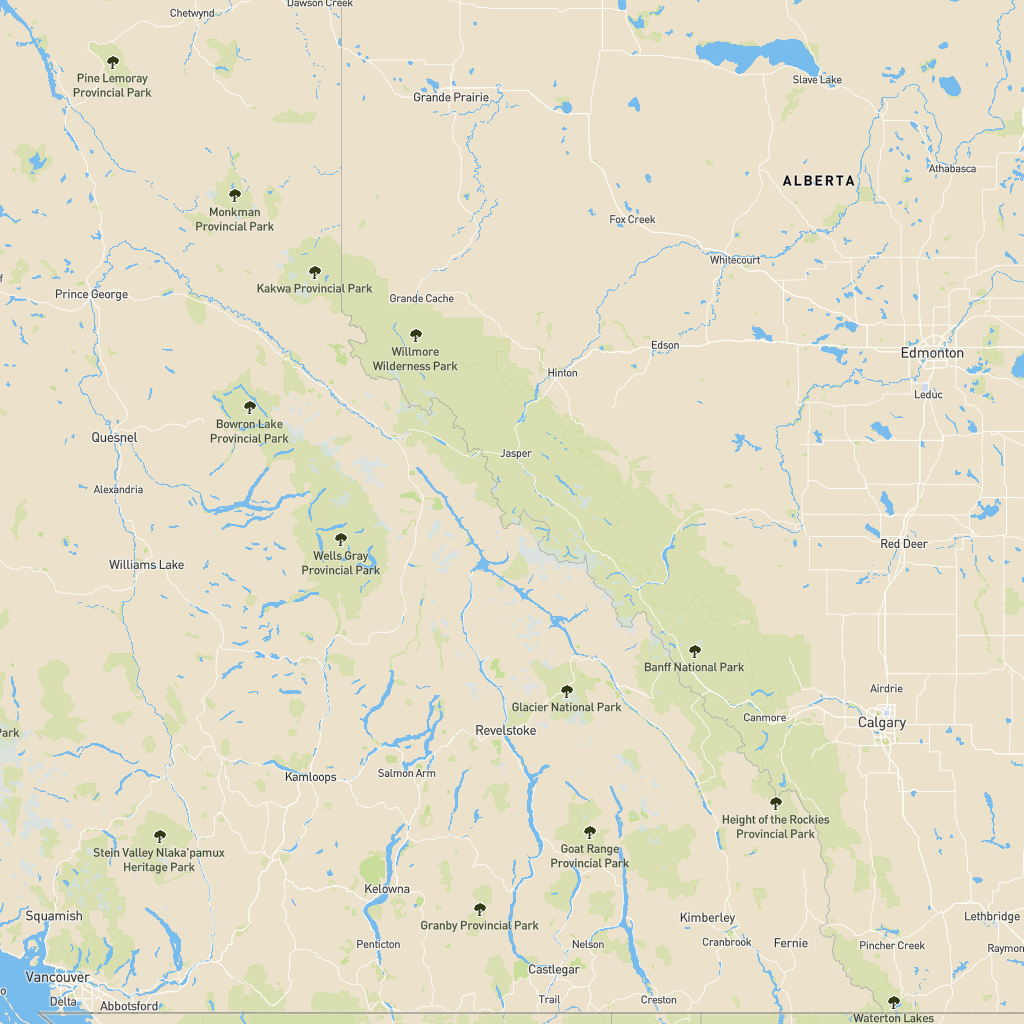 Dawson Creek
Chetwynd
Pine Lemoray
Provincial Park
Slave Lake
Grande Prairie
Athabasca
ALBERTA
Monkman
Provincial Park
Fox Creek
Whitecourt
Kakwa Provincial Park
Prince George
Grande Cache
Willmore
Wilderness Park
Edson
Edmonton
Hinton
Leduc
Bowron Lake
Provincial Park
Quesnel
Jasper
Alexandria
Wells Gray
Provincial Park
Red Deer
Williams Lake
Banff National Park
Airdrie
Glacier National Park
Canmore
Calgary
Revelstoke
Park
Kamloops
Salmon Arm
Height of the Rockies
Provincial Park
Stein Valley Nlaka'pamux
Heritage Park
Goat Range
Provincial Park
Kelowna
Squamish
Granby Provincial Park
Kimberley
Lethbridge
Penticton
Nelson
Cranbrook
Fernie
Pincher Creek
Raymon
Vancouver
Castlegar
Delta
Abbotsford
Trail
Creston
Waterton Lakes